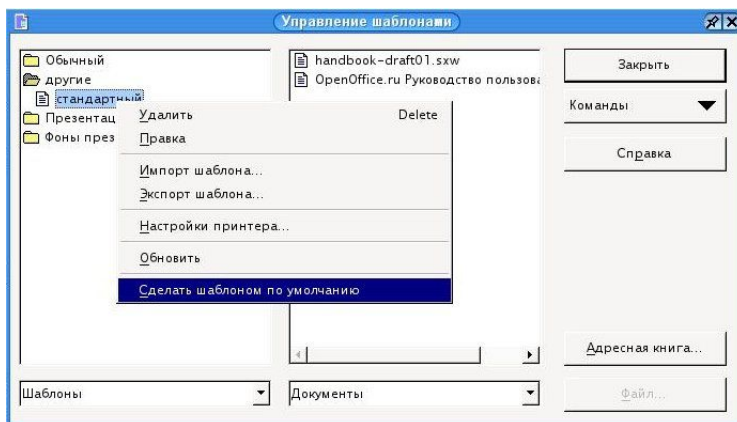 Управление шаблонами
Обычный
другие
стандартный
Презентац
Фоны през
handbook-draft01.sxw
OpenOffice.ru Руководство пользова
Удалить Delete
Правка
Импорт шаблона...
Экспорт шаблона...
Настройки принтера...
Обновить
Сделать шаблоном по умолчанию
Закрыть
Команды
Справка
Адресная книга...
Файл...
Шаблоны
Документы